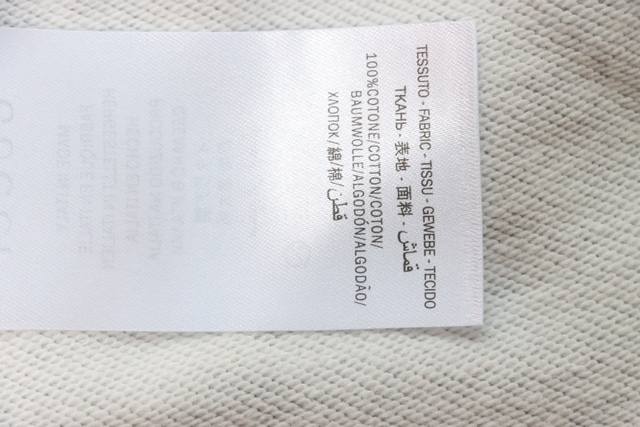 TESSUTO - FABRIC - TISSU - GEWEBE - TECIDO
ТКАНЬ - 表地 - 面料 - قماش
100%COTONE/COTTON/COTON/
BAUMWOLLE/ALGODÓN/ALGODÃO/
ХЛОПОК/綿/棉/قطن